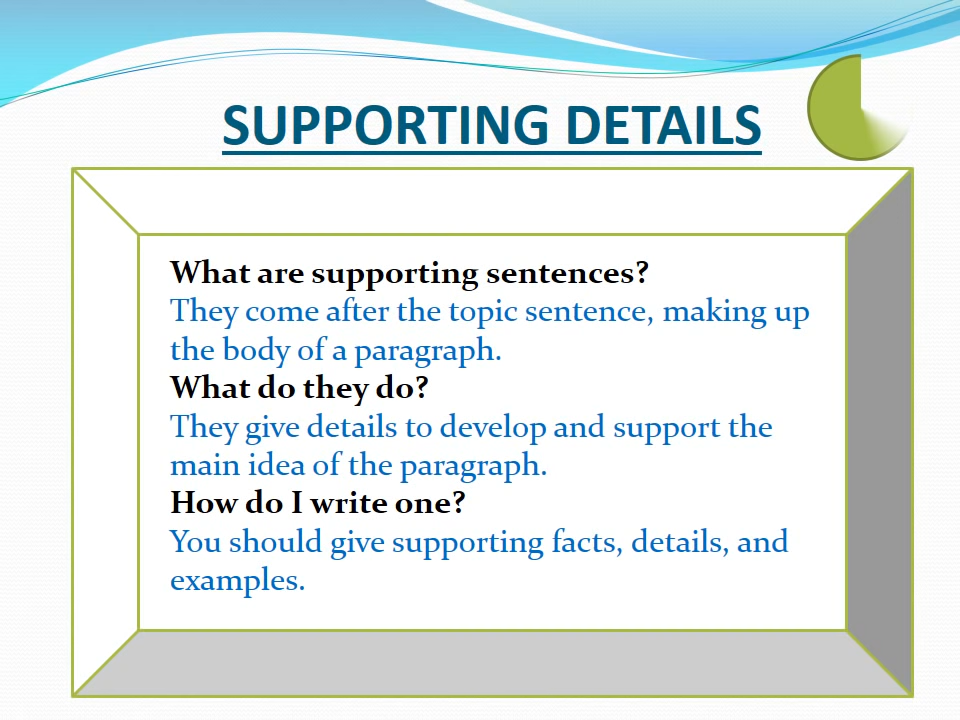 SUPPORTING DETAILS
What are supporting sentences?
They come after the topic sentence, making up
the body of a paragraph.
What do they do?
They give details to develop and support the
main idea of the paragraph.
How do I write one?
You should give supporting facts, details, and
examples.